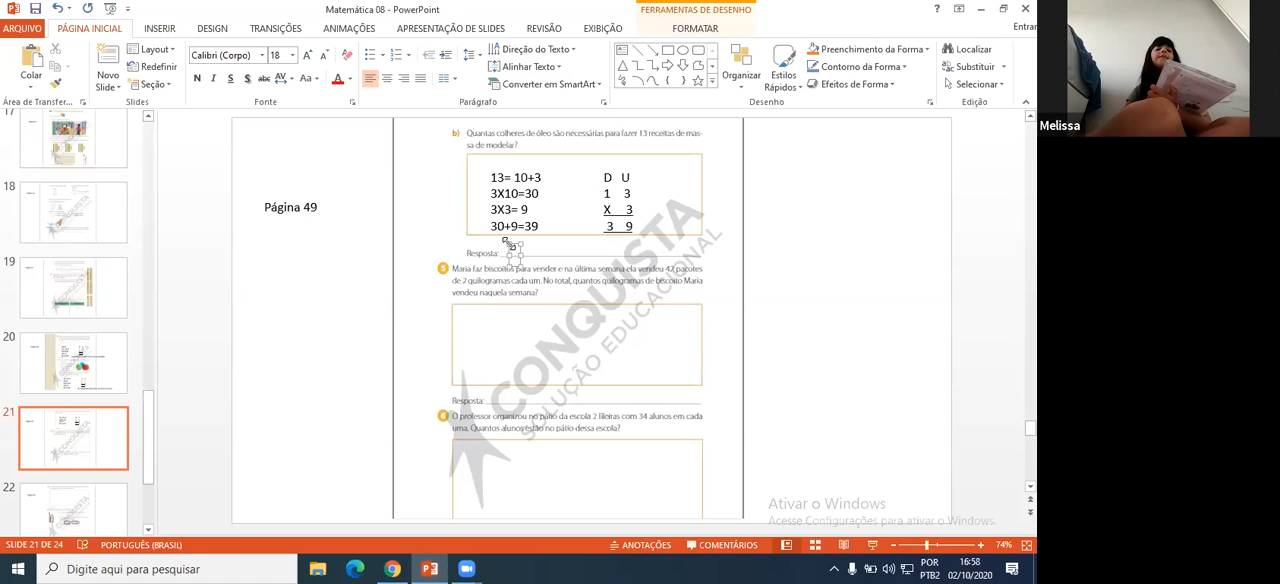 Matemática 08 - PowerPoint
FERRAMENTAS DE DESENHO
ARQUIVO PÁGINA INICIAL INSERIR DESIGN TRANSIÇÕES ANIMAÇÕES APRESENTAÇÃO DE SLIDES REVISÃO EXIBIÇÃO FORMATAR Entrar
Colar
Novo
Slide
Layout
Redefinir
Seção
Calibri (Corpo) 18
N I S S abc AV Aa A
Direção do Texto
Alinhar Texto
Converter em SmartArt
Organizar
Estilos
Rápidos
Preenchimento da Forma
Contorno da Forma
Efeitos de Forma
Localizar
Substituir
Selecionar
Área de Transfer... Slides Fonte Parágrafo Desenho Edição
17
18
19
20
21
22
Página 49
b) Quantas colheres de óleo são necessárias para fazer 13 receitas de mas-
sa de modelar?
13= 10+3
3X10=30
3X3= 9
30+9=39
D U
1 3
X 3
3 9
Resposta:
5 Maria faz biscoitos para vender e na última semana ela vendeu 42 pacotes
de 2 quilogramas cada um. No total, quantos quilogramas de biscoito Maria
vendeu naquela semana?
Resposta:
6 O professor organizou no pátio da escola 2 fileiras com 34 alunos em cada
uma. Quantos alunos estão no pátio dessa escola?
CONQUISTA
SOLUÇÃO EDUCACIONAL
Melissa
Ativar o Windows
Acesse Configurações para ativar o Windows.
SLIDE 21 DE 24 PORTUGUÊS (BRASIL) ANOTAÇÕES COMENTÁRIOS 74%
Digite aqui para pesquisar
POR
PTB2
16:58
02/10/2020